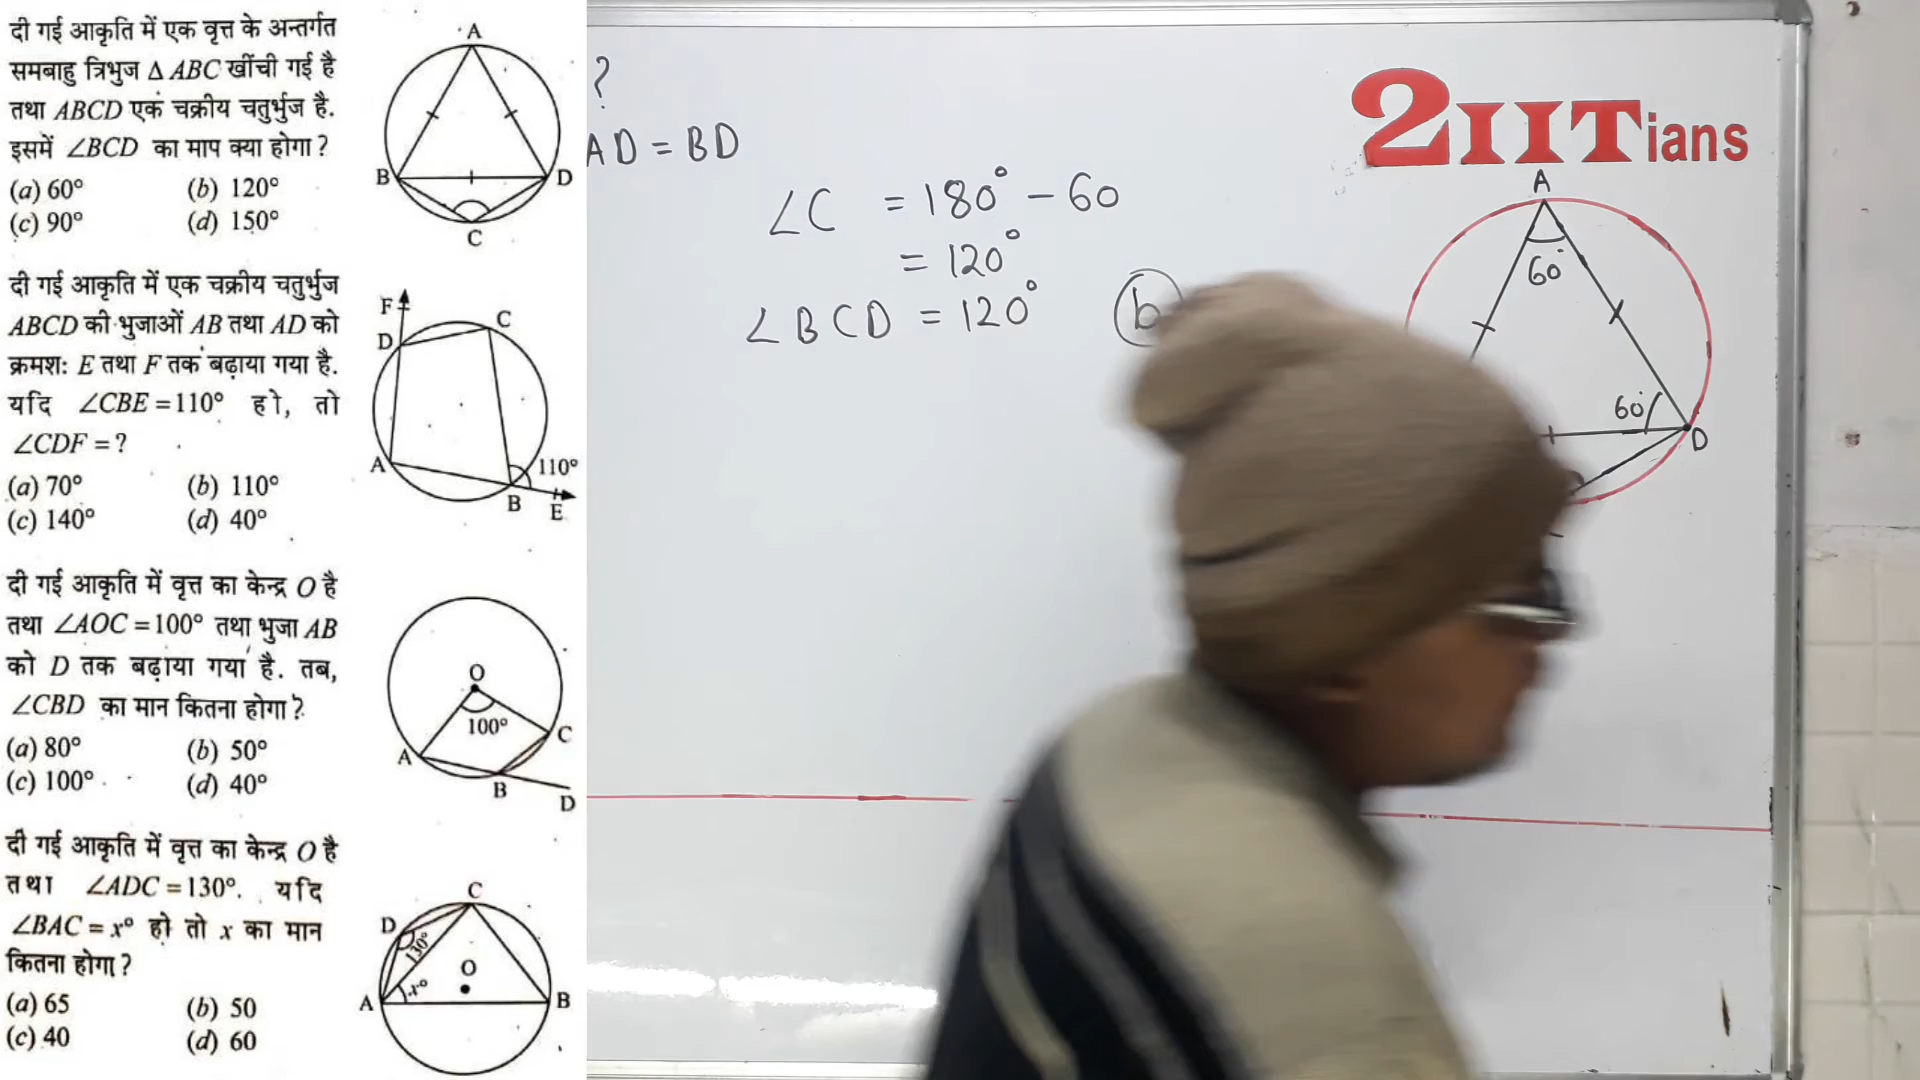 दी गई आकृति में एक वृत्त के अन्तर्गत
समबाहु त्रिभुज Δ ABC खींची गई है
तथा ABCD एक चक्रीय चतुर्भुज है.
इसमें ∠BCD का माप क्या होगा?
(a) 60° (b) 120°
(c) 90° (d) 150°
A
B
D
C
दी गई आकृति में एक चक्रीय चतुर्भुज
ABCD की भुजाओं AB तथा AD को
क्रमश: E तथा F तक बढ़ाया गया है.
यदि ∠CBE = 110° हो, तो
∠CDF = ?
(a) 70° (b) 110°
(c) 140° (d) 40°
F
D
C
A
110°
B
E
दी गई आकृति में वृत्त का केन्द्र O है
तथा ∠AOC = 100° तथा भुजा AB
को D तक बढ़ाया गया है. तब,
∠CBD का मान कितना होगा?
(a) 80° (b) 50°
(c) 100° (d) 40°
O
100°
A
C
B
D
दी गई आकृति में वृत्त का केन्द्र O है
तथा ∠ADC = 130°. यदि
∠BAC = x° हो तो x का मान
कितना होगा?
(a) 65 (b) 50
(c) 40 (d) 60
C
D
130°
O
x°
A
B
?
AD = BD
∠C = 180° - 60
= 120°
∠BCD = 120° b
2IITians
A
60°
60°
D